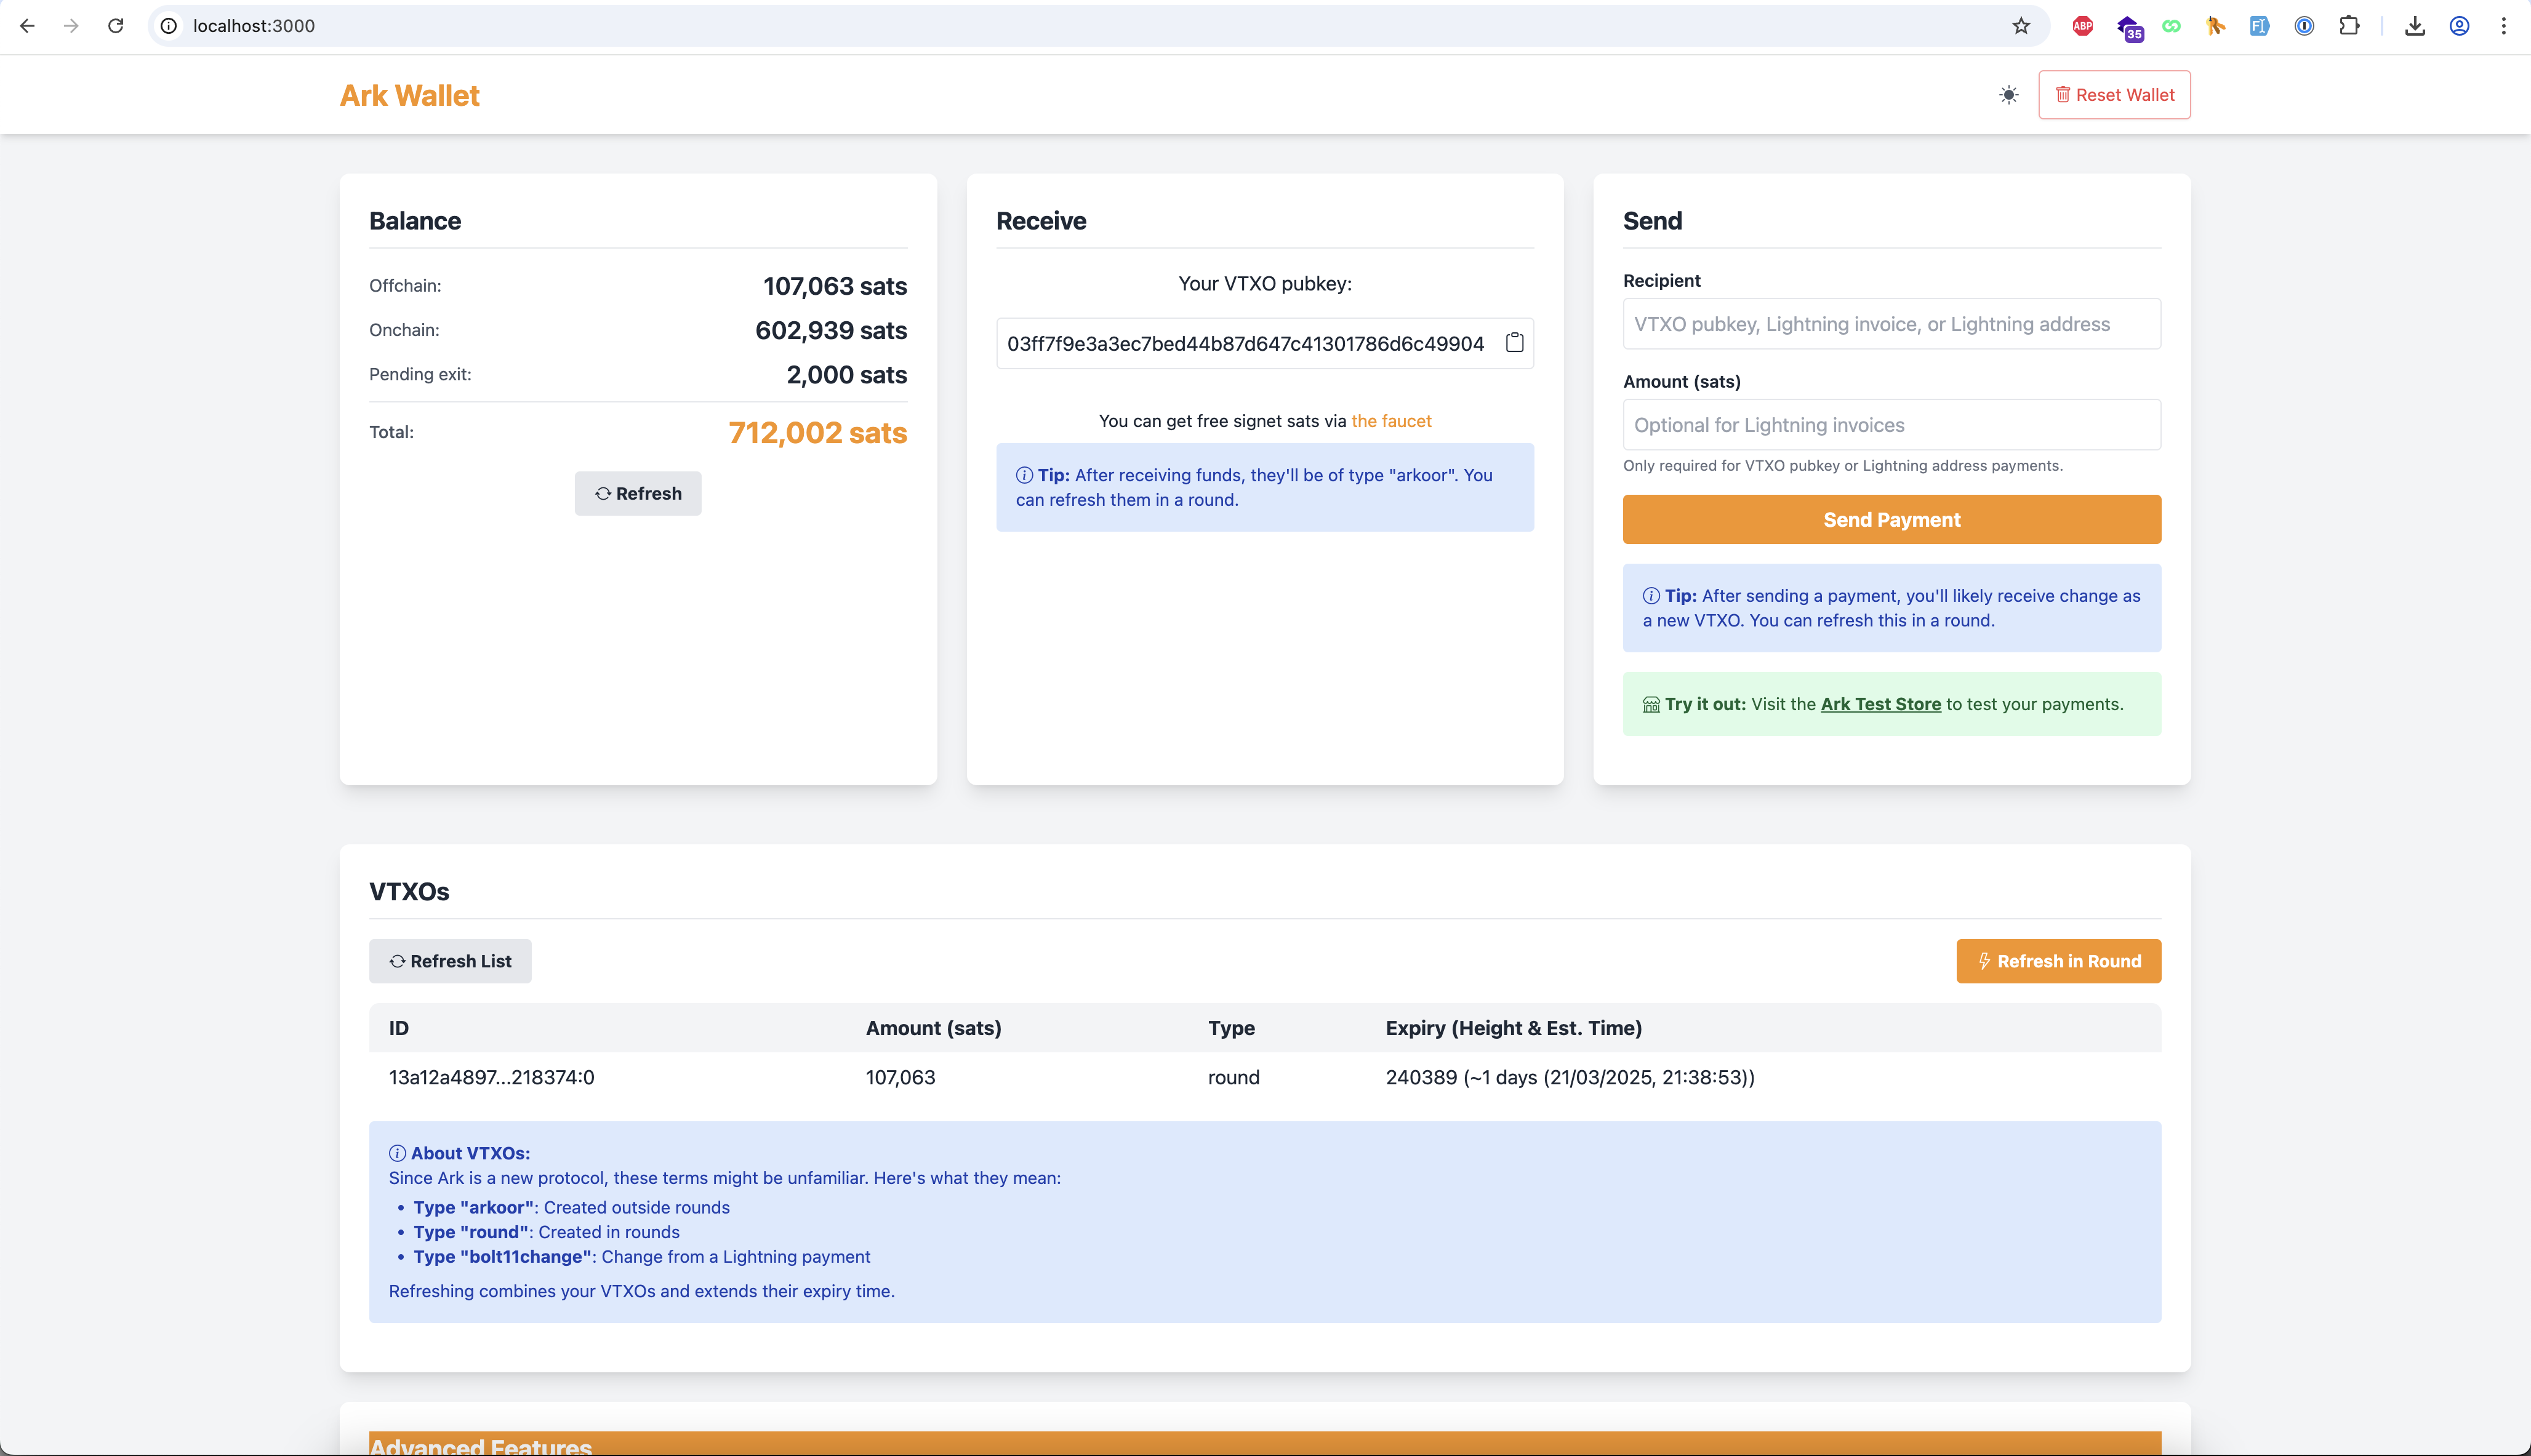 localhost:3000
ABP
35
Ark Wallet
Reset Wallet
Balance
Offchain:
107,063 sats
Onchain:
602,939 sats
Pending exit:
2,000 sats
Total:
712,002 sats
Refresh
Receive
Your VTXO pubkey:
03ff7f9e3a3ec7bed44b87d647c41301786d6c49904
You can get free signet sats via the faucet
Tip: After receiving funds, they'll be of type "arkoor". You
can refresh them in a round.
Send
Recipient
VTXO pubkey, Lightning invoice, or Lightning address
Amount (sats)
Optional for Lightning invoices
Only required for VTXO pubkey or Lightning address payments.
Send Payment
Tip: After sending a payment, you'll likely receive change as
a new VTXO. You can refresh this in a round.
Try it out: Visit the Ark Test Store to test your payments.
VTXOs
Refresh List
Refresh in Round
ID Amount (sats) Type Expiry (Height & Est. Time)
13a12a4897...218374:0 107,063 round 240389 (~1 days (21/03/2025, 21:38:53))
About VTXOs:
Since Ark is a new protocol, these terms might be unfamiliar. Here's what they mean:
• Type "arkoor": Created outside rounds
• Type "round": Created in rounds
• Type "bolt11change": Change from a Lightning payment
Refreshing combines your VTXOs and extends their expiry time.
Advanced Features